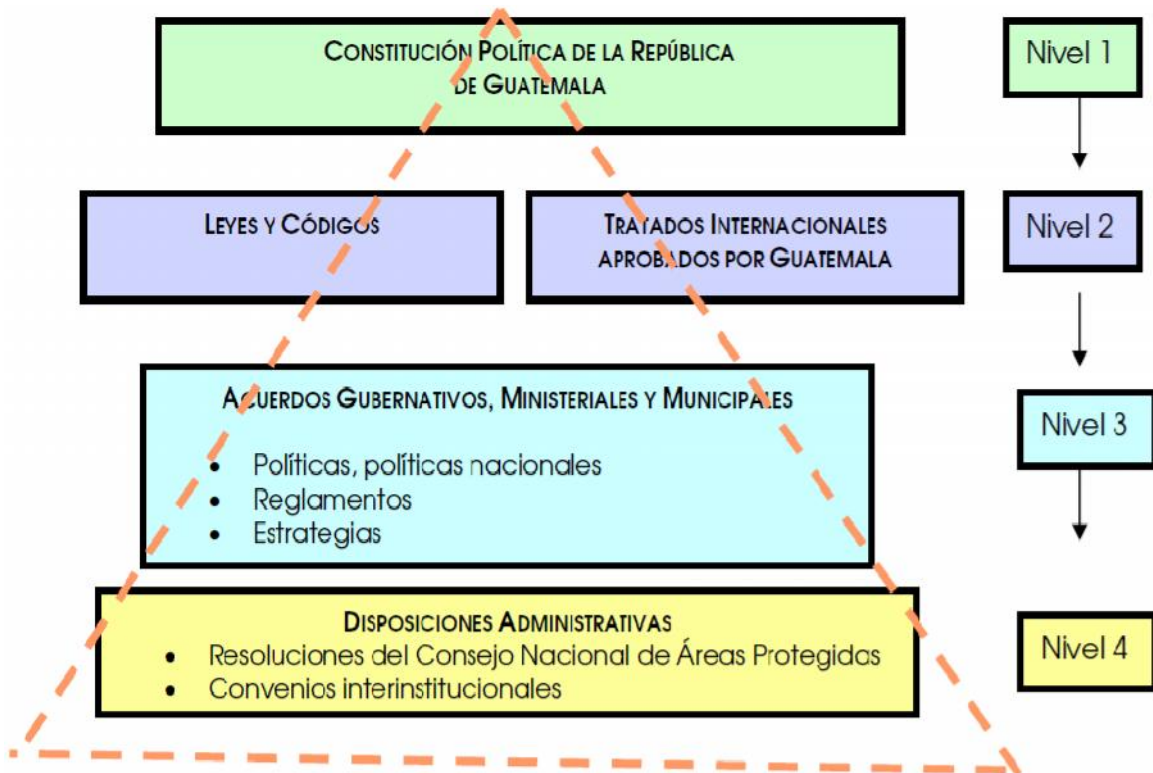 CONSTITUCIÓN POLÍTICA DE LA REPÚBLICA
DE GUATEMALA
Nivel 1
LEYES Y CÓDIGOS
TRATADOS INTERNACIONALES
APROBADOS POR GUATEMALA
Nivel 2
ACUERDOS GUBERNATIVOS, MINISTERIALES Y MUNICIPALES
• Políticas, políticas nacionales
• Reglamentos
• Estrategias
Nivel 3
DISPOSICIONES ADMINISTRATIVAS
• Resoluciones del Consejo Nacional de Áreas Protegidas
• Convenios interinstitucionales
Nivel 4